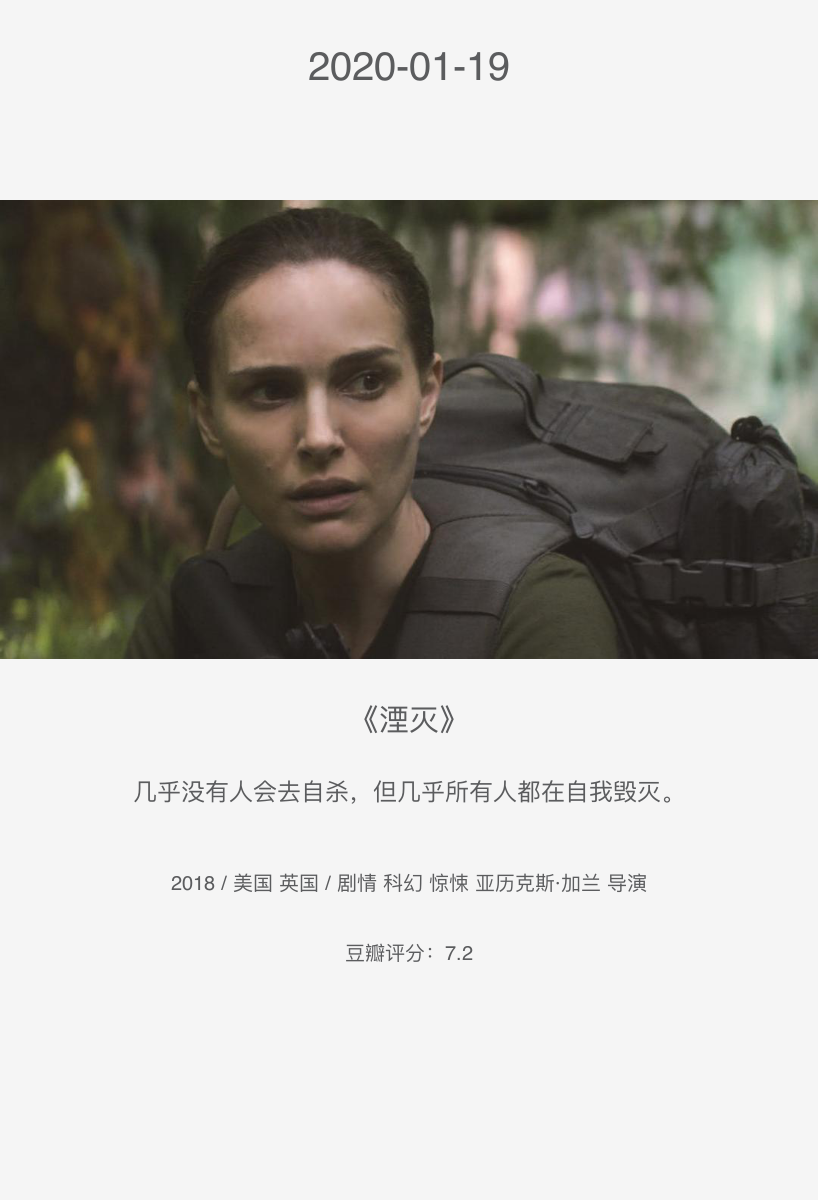 2020-01-19
《湮灭》
几乎没有人会去自杀，但几乎所有人都在自我毁灭。
2018 / 美国 英国 / 剧情 科幻 惊悚 亚历克斯·加兰 导演
豆瓣评分：7.2